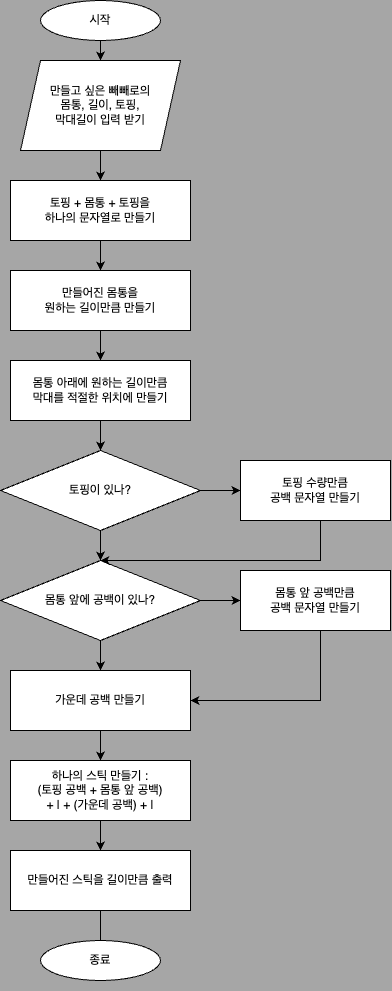 시작
만들고 싶은 빼빼로의
몸통, 길이, 토핑,
막대길이 입력 받기
토핑 + 몸통 + 토핑을
하나의 문자열로 만들기
만들어진 몸통을
원하는 길이만큼 만들기
몸통 아래에 원하는 길이만큼
막대를 적절한 위치에 만들기
토핑이 있나?
토핑 수량만큼
공백 문자열 만들기
몸통 앞에 공백이 있나?
몸통 앞 공백만큼
공백 문자열 만들기
가운데 공백 만들기
하나의 스틱 만들기 :
(토핑 공백 + 몸통 앞 공백)
+ l + (가운데 공백) + l
만들어진 스틱을 길이만큼 출력
종료